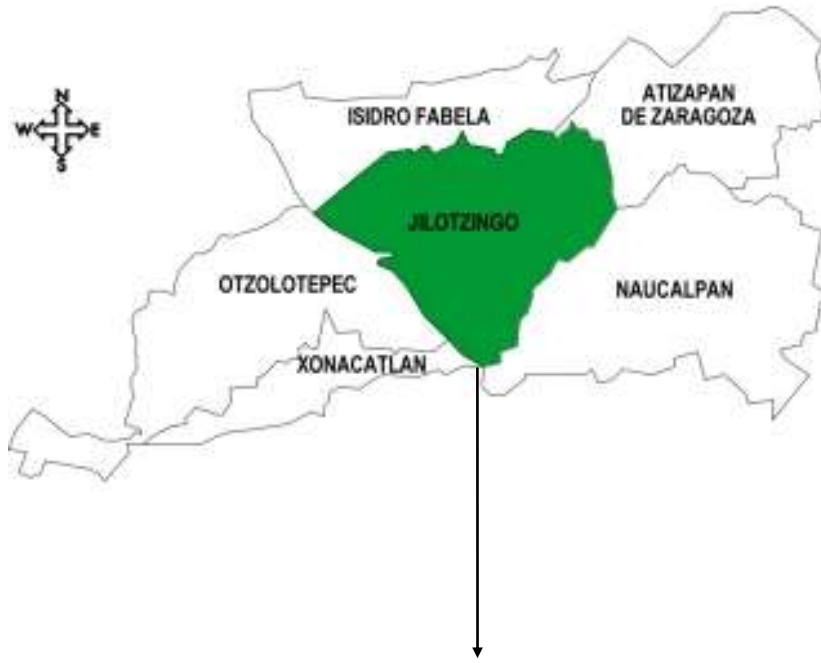 N
W E
S
ISIDRO FABELA
ATIZAPAN
DE ZARAGOZA
JILOTZINGO
OTZOLOTEPEC
NAUCALPAN
XONACATLAN